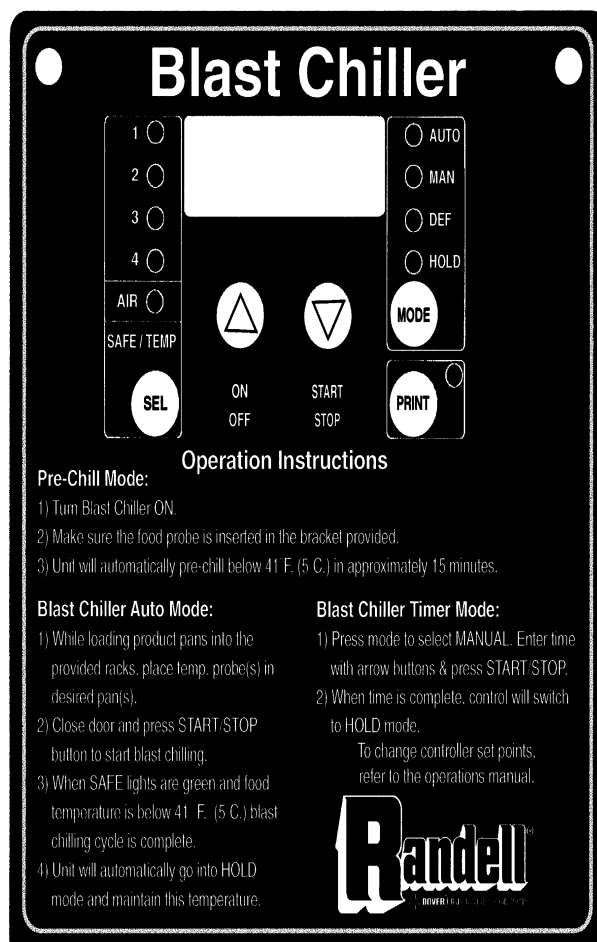 Blast Chiller
1
2
3
4
AIR
SAFE / TEMP
SEL
ON
OFF
START
STOP
AUTO
MAN
DEF
HOLD
MODE
PRINT
Operation Instructions
Pre-Chill Mode:
1) Turn Blast Chiller ON.
2) Make sure the food probe is inserted in the bracket provided.
3) Unit will automatically pre-chill below 41°F. (5 C.) in approximately 15 minutes.
Blast Chiller Auto Mode:
1) While loading product pans into the
provided racks, place temp. probe(s) in
desired pan(s).
2) Close door and press START/STOP
button to start blast chilling.
3) When SAFE lights are green and food
temperature is below 41 F. (5 C.) blast
chilling cycle is complete.
4) Unit will automatically go into HOLD
mode and maintain this temperature.
Blast Chiller Timer Mode:
1) Press mode to select MANUAL. Enter time
with arrow buttons & press START/STOP.
2) When time is complete, control will switch
to HOLD mode.
To change controller set points,
refer to the operations manual.
Randell
DOVER